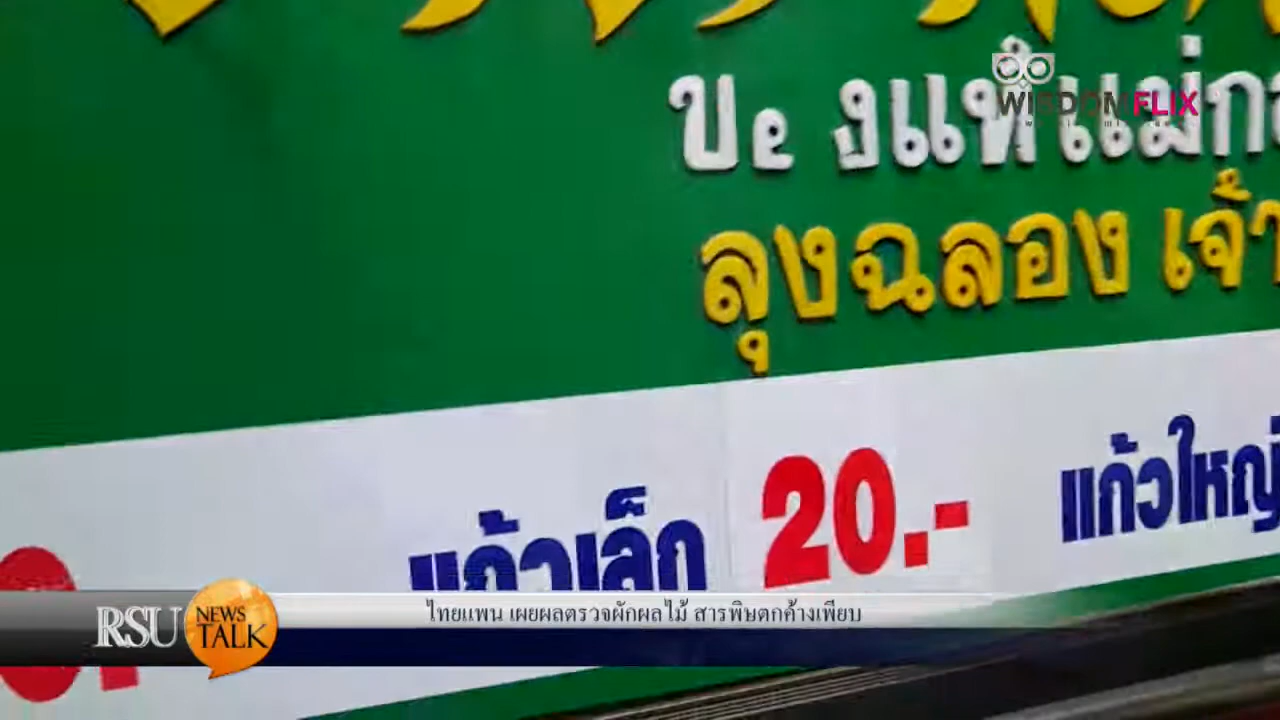 WISDOMFLIX
ของแท้แม่ก
ลุงฉลอง เจ้า
แก้วเล็ก 20.- แก้วใหญ่
RSU NEWS TALK
ไทยแพน เผยผลตรวจผักผลไม้ สารพิษตกค้างเพียบ